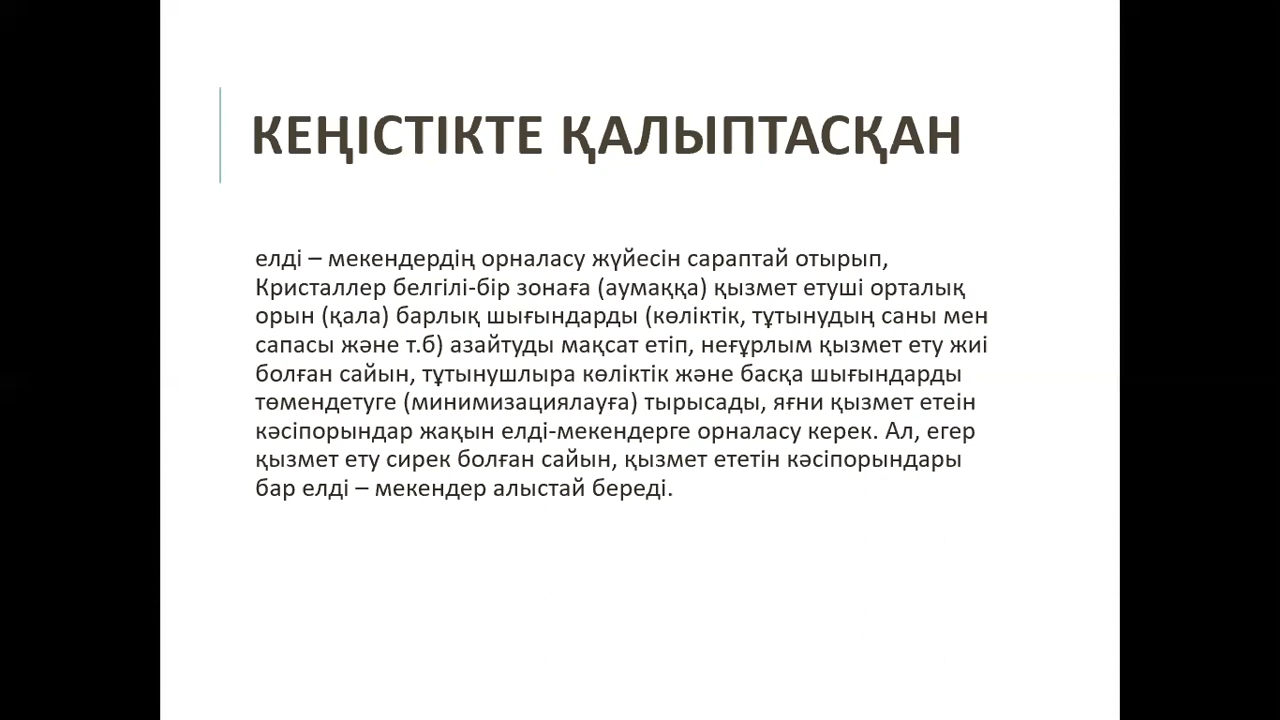 КЕҢІСТІКТЕ ҚАЛЫПТАСҚАН
елді – мекендердің орналасу жүйесін сараптай отырып,
Кристаллер белгілі-бір зонаға (аумаққа) қызмет етуші орталық
орын (қала) барлық шығындарды (көліктік, тұтынудың саны мен
сапасы және т.б) азайтуды мақсат етіп, неғұрлым қызмет ету жиі
болған сайын, тұтынушлыра көліктік және басқа шығындарды
төмендетуге (минимизациялауға) тырысады, яғни қызмет етеін
кәсіпорындар жақын елді-мекендерге орналасу керек. Ал, егер
қызмет ету сирек болған сайын, қызмет ететін кәсіпорындары
бар елді – мекендер алыстай береді.